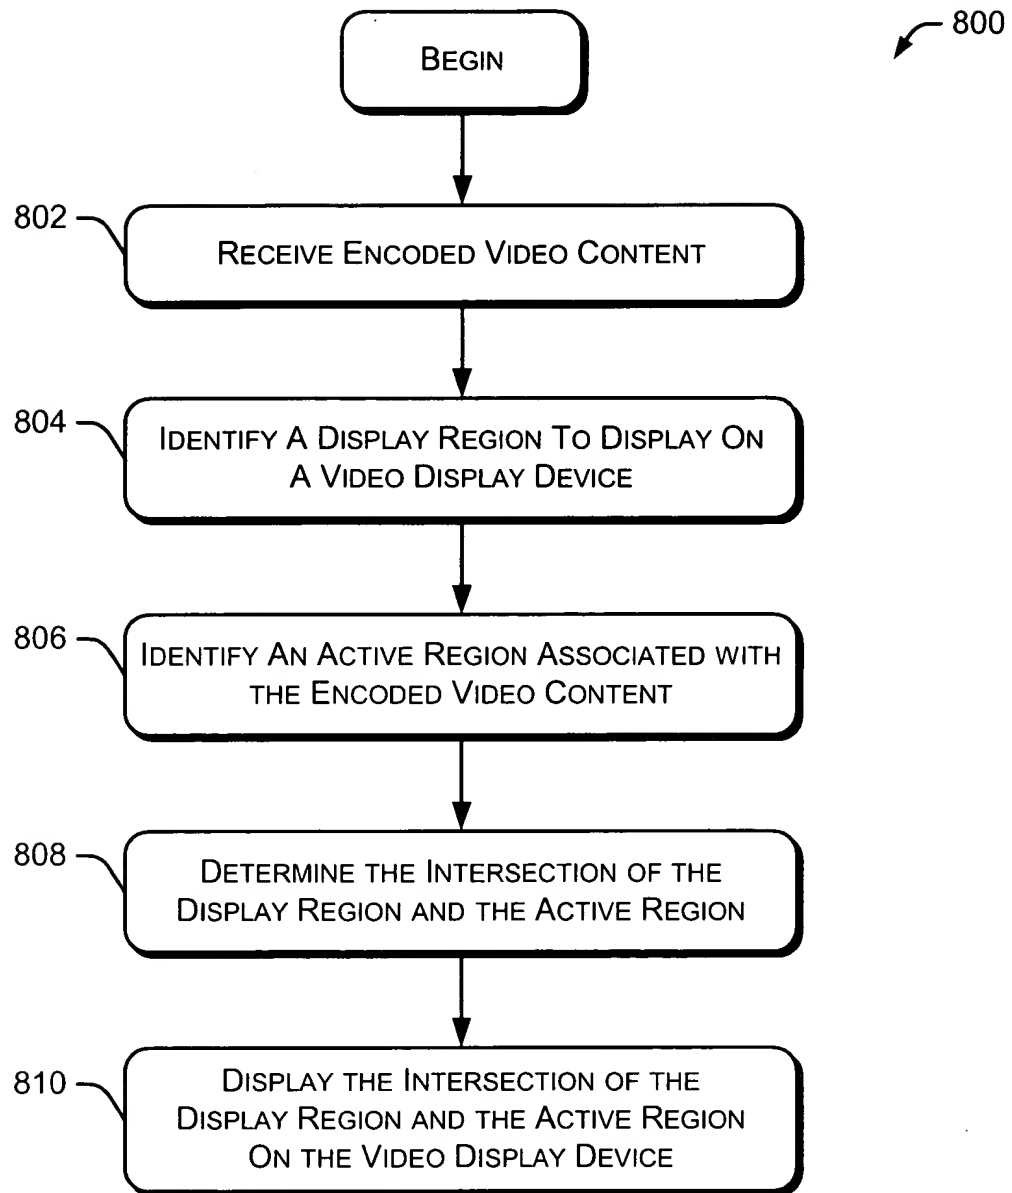 800
BEGIN
802
RECEIVE ENCODED VIDEO CONTENT
804
IDENTIFY A DISPLAY REGION TO DISPLAY ON
A VIDEO DISPLAY DEVICE
806
IDENTIFY AN ACTIVE REGION ASSOCIATED WITH
THE ENCODED VIDEO CONTENT
808
DETERMINE THE INTERSECTION OF THE
DISPLAY REGION AND THE ACTIVE REGION
810
DISPLAY THE INTERSECTION OF THE
DISPLAY REGION AND THE ACTIVE REGION
ON THE VIDEO DISPLAY DEVICE